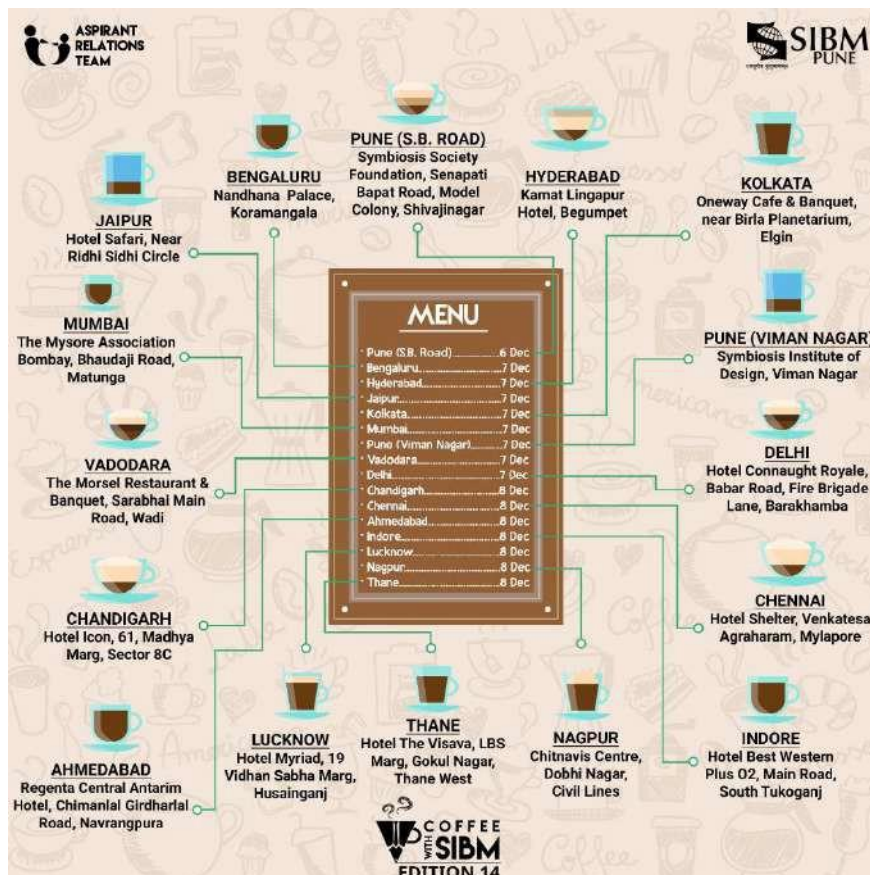 ASPIRANT
RELATIONS
TEAM
SIBM
PUNE
PUNE (S.B. ROAD)
Symbiosis Society
Foundation, Senapati
Bapat Road, Model
Colony, Shivajinagar
BENGALURU
Nandhana Palace,
Koramangala
HYDERABAD
Kamat Lingapur
Hotel, Begumpet
KOLKATA
Oneway Cafe & Banquet,
near Birla Planetarium,
Elgin
JAIPUR
Hotel Safari, Near
Ridhi Sidhi Circle
MUMBAI
The Mysore Association
Bombay, Bhaudaji Road,
Matunga
PUNE (VIMAN NAGAR)
Symbiosis Institute of
Design, Viman Nagar
VADODARA
The Morsel Restaurant &
Banquet, Sarabhai Main
Road, Wadi
DELHI
Hotel Connaught Royale,
Babar Road, Fire Brigade
Lane, Barakhamba
MENU
Pune (S.B. Road)..................6 Dec
Bengaluru..................7 Dec
Hyderabad..................7 Dec
Jaipur..................7 Dec
Kolkata..................7 Dec
Mumbai..................7 Dec
Pune (Viman Nagar)..................7 Dec
Vadodara..................7 Dec
Delhi..................7 Dec
Chandigarh..................8 Dec
Chennai..................8 Dec
Ahmedabad..................8 Dec
Indore..................8 Dec
Lucknow..................8 Dec
Nagpur..................8 Dec
Thane..................8 Dec
CHANDIGARH
Hotel Icon, 61, Madhya
Marg, Sector 8C
CHENNAI
Hotel Shelter, Venkatesa
Agraharam, Mylapore
AHMEDABAD
Regenta Central Antarim
Hotel, Chimanlal Girdharlal
Road, Navrangpura
LUCKNOW
Hotel Myriad, 19
Vidhan Sabha Marg,
Husainganj
THANE
Hotel The Visava, LBS
Marg, Gokul Nagar,
Thane West
NAGPUR
Chitnavis Centre,
Dobhi Nagar,
Civil Lines
INDORE
Hotel Best Western
Plus O2, Main Road,
South Tukoganj
COFFEE
WITH SIBM
EDITION 14